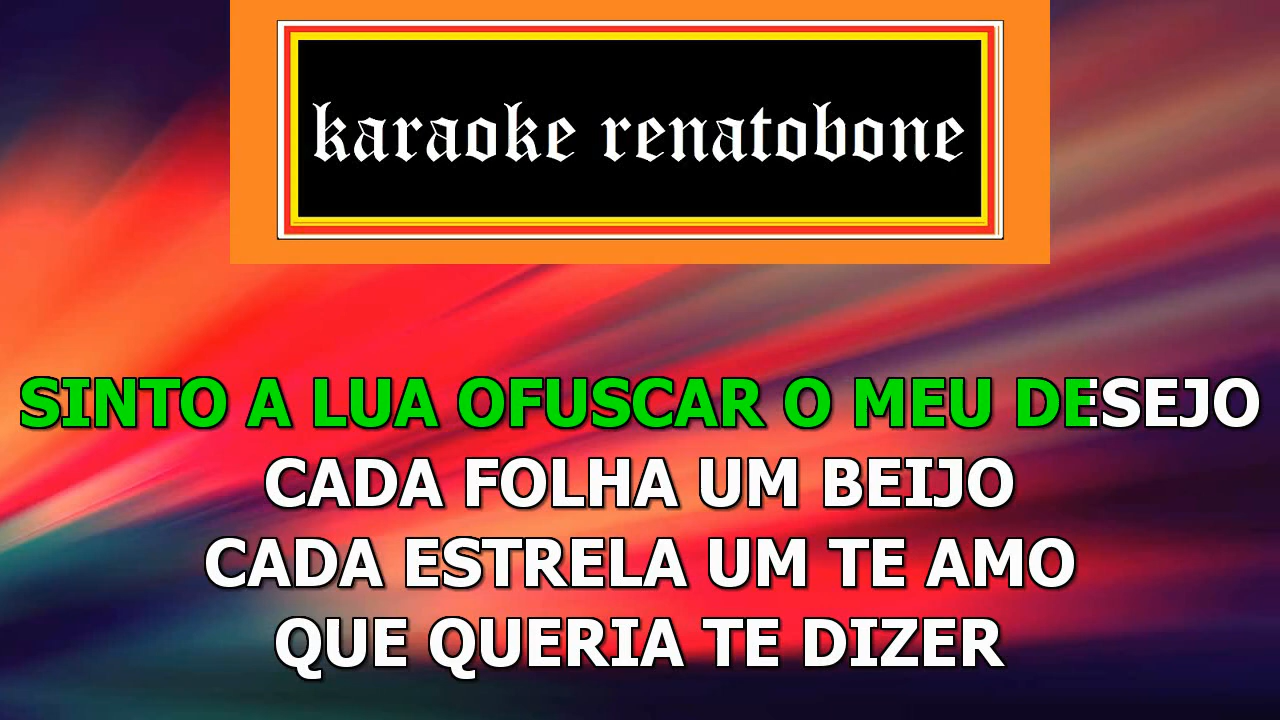 karaoke renatobone
SINTO A LUA OFUSCAR O MEU DESEJO
CADA FOLHA UM BEIJO
CADA ESTRELA UM TE AMO
QUE QUERIA TE DIZER